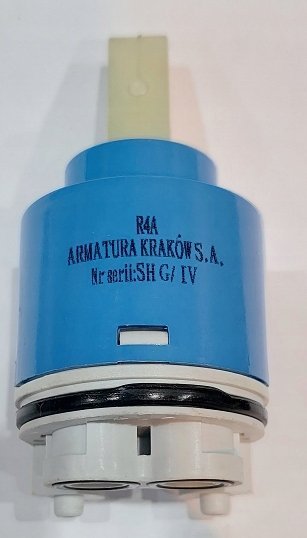 R4A
ARMATURA KRAKÓW S.A.
Nr serii:SH G/ IV